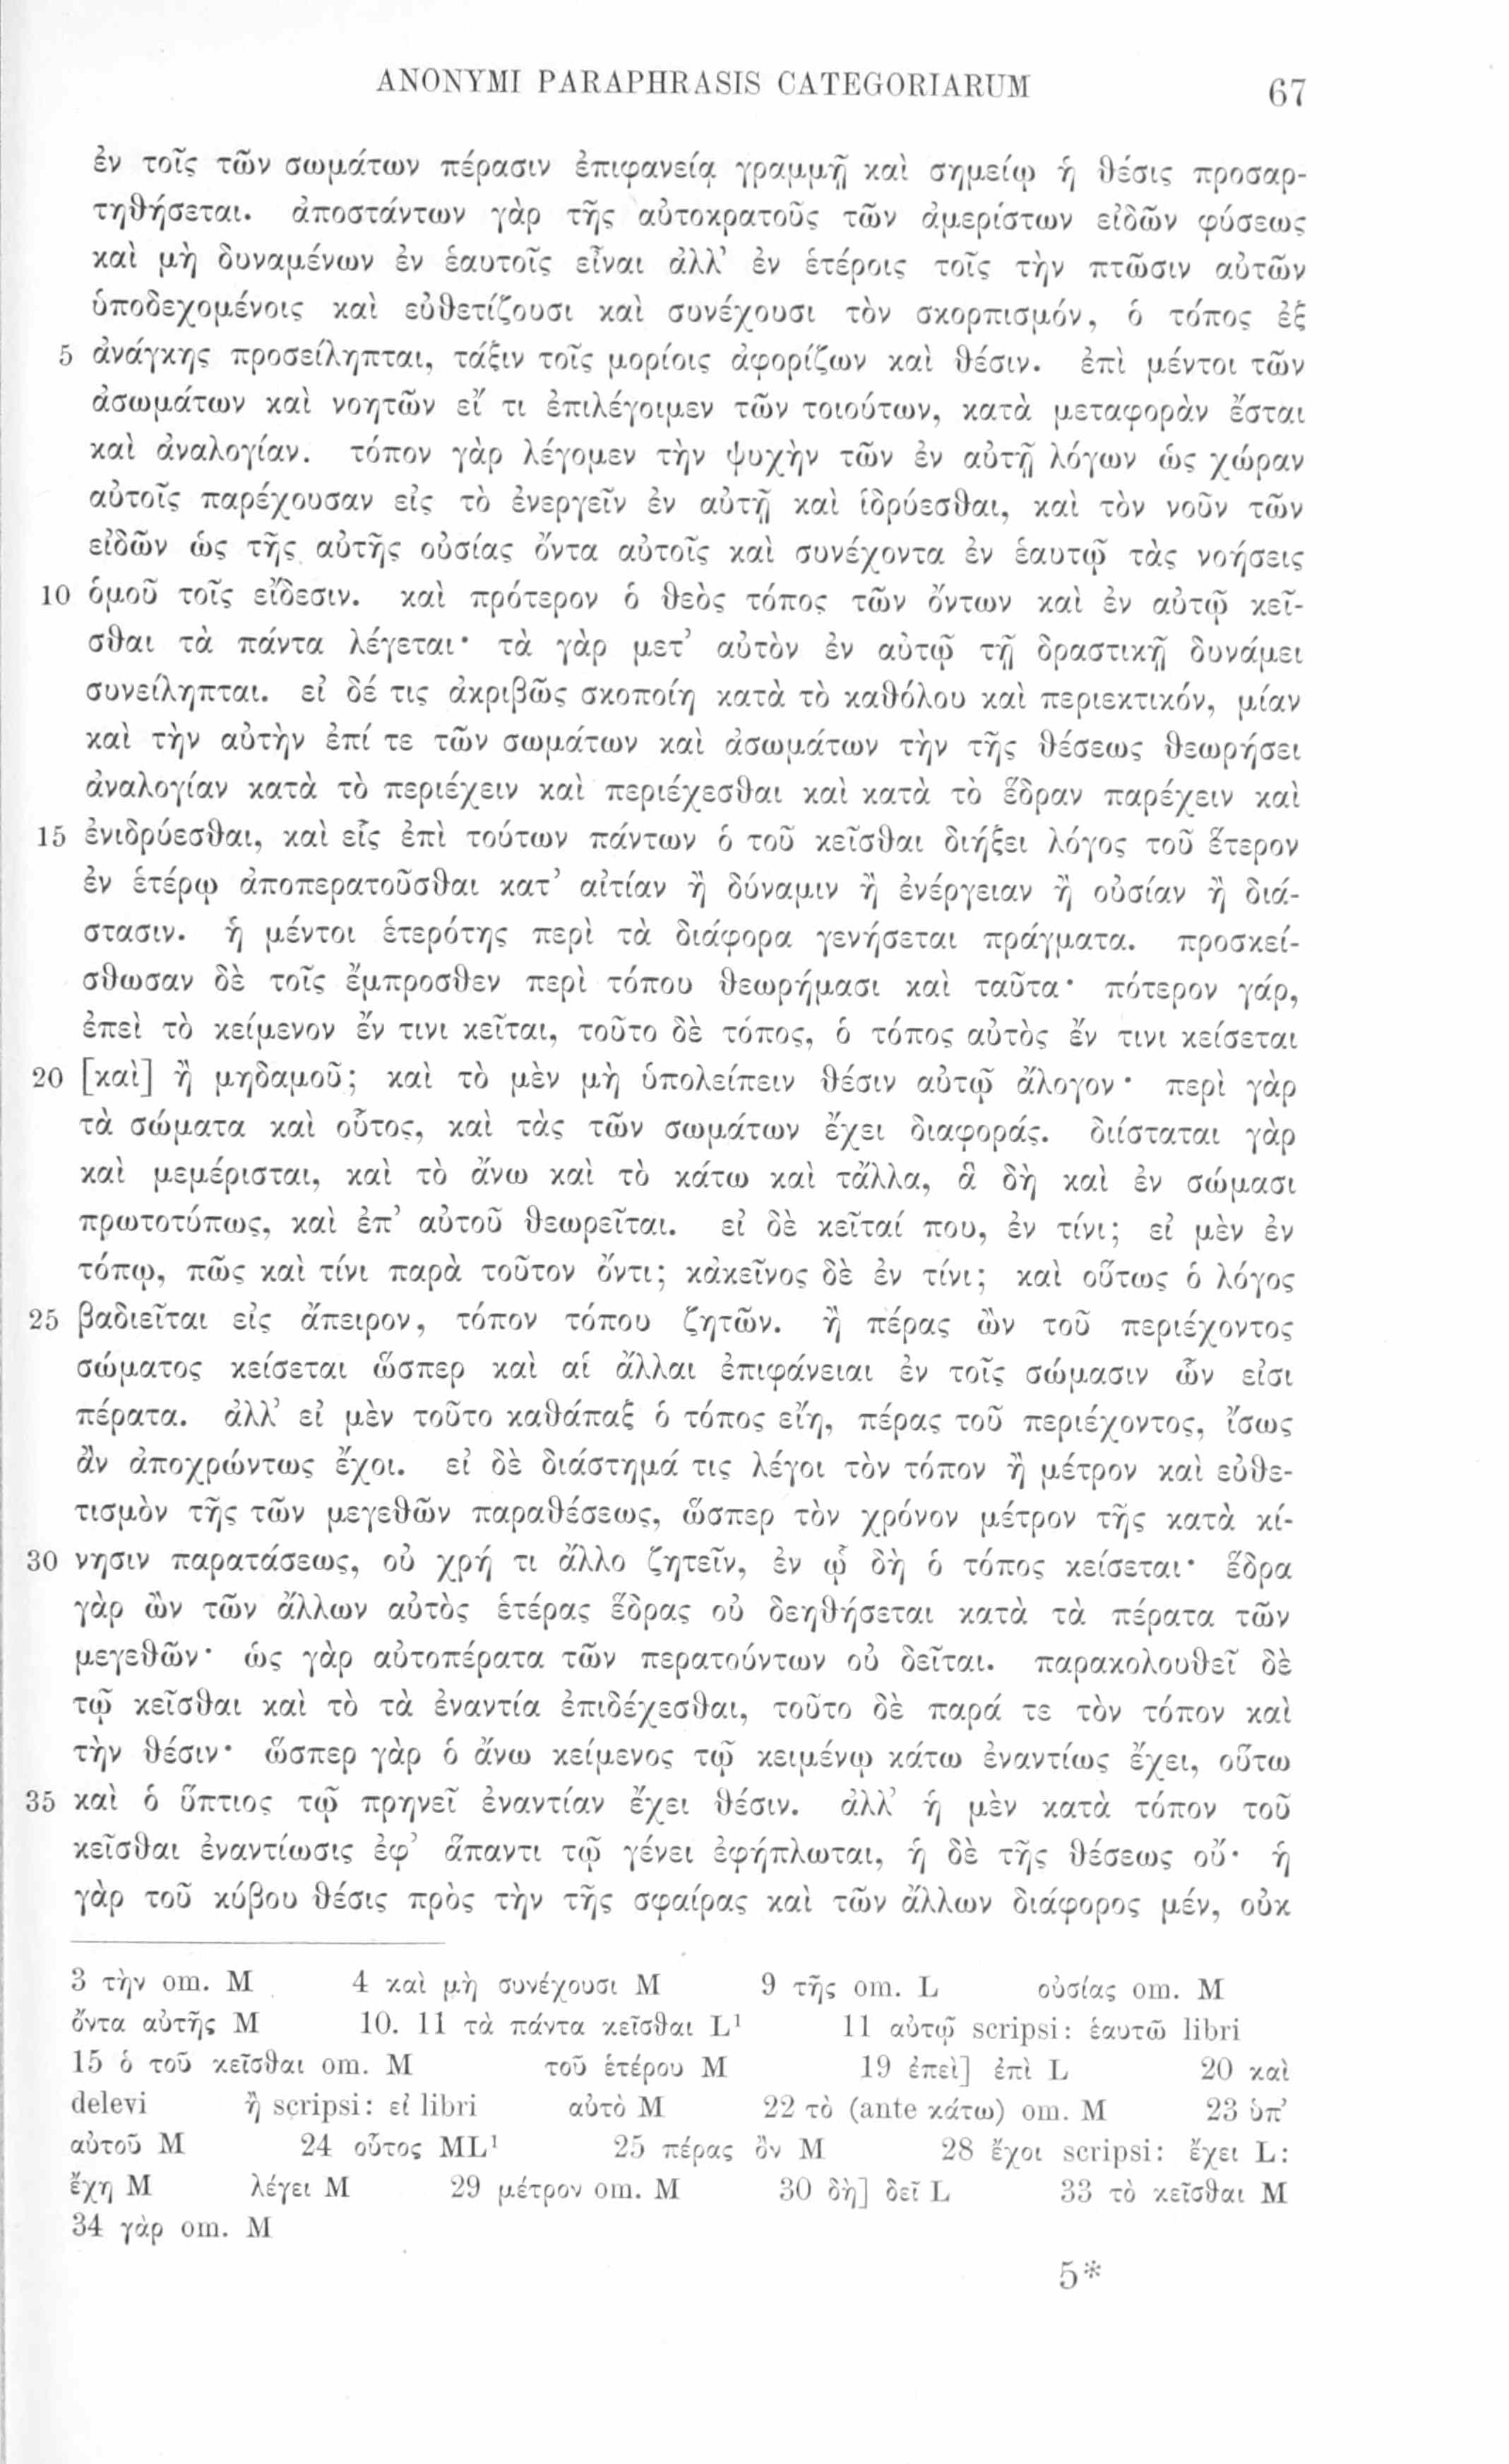 ANONYMI PARAPHRASIS CATEGORIARUM 67
ἐν τοῖς τῶν σωμάτων πέρασιν ἐπιφανείᾳ γραμμῇ καὶ σημείῳ ἡ θέσις προσαρ-
τηθήσεται. ἀποστάντων γὰρ τῆς αὐτοκρατοῦς τῶν ἀμερίστων εἰδῶν φύσεως
καὶ μὴ δυναμένων ἐν ἑαυτοῖς εἶναι ἀλλ’ ἐν ἑτέροις τοῖς τὴν πτῶσιν αὐτῶν
ὑποδεχομένοις καὶ εὐθετίζουσι καὶ συνέχουσι τὸν σκορπισμόν, ὁ τόπος ἐξ
5 ἀνάγκης προσείληπται, τάξιν τοῖς μορίοις ἀφορίζων καὶ θέσιν. ἐπὶ μέντοι τῶν
ἀσωμάτων καὶ νοητῶν εἴ τι ἐπιλέγοιμεν τῶν τοιούτων, κατὰ μεταφορὰν ἔσται
καὶ ἀναλογίαν. τόπον γὰρ λέγομεν τὴν ψυχὴν τῶν ἐν αὐτῇ λόγων ὡς χώραν
αὐτοῖς παρέχουσαν εἰς τὸ ἐνεργεῖν ἐν αὐτῇ καὶ ἱδρύεσθαι, καὶ τὸν νοῦν τῶν
εἰδῶν ὡς τῆς αὐτῆς οὐσίας ὄντα αὐτοῖς καὶ συνέχοντα ἐν ἑαυτῷ τὰς νοήσεις
10 ὁμοῦ τοῖς εἴδεσιν. καὶ πρότερον ὁ θεὸς τόπος τῶν ὄντων καὶ ἐν αὐτῷ κεῖ-
σθαι τὰ πάντα λέγεται· τὰ γὰρ μετ’ αὐτὸν ἐν αὐτῷ τῇ δραστικῇ δυνάμει
συνείληπται. εἰ δέ τις ἀκριβῶς σκοποίη κατὰ τὸ καθόλου καὶ περιεκτικόν, μίαν
καὶ τὴν αὐτὴν ἐπί τε τῶν σωμάτων καὶ ἀσωμάτων τὴν τῆς θέσεως θεωρήσει
ἀναλογίαν κατὰ τὸ περιέχειν καὶ περιέχεσθαι καὶ κατὰ τὸ ἕδραν παρέχειν καὶ
15 ἐνιδρύεσθαι, καὶ εἷς ἐπὶ τούτων πάντων ὁ τοῦ κεῖσθαι διήξει λόγος τοῦ ἕτερον
ἐν ἑτέρῳ ἀποπερατοῦσθαι κατ’ αἰτίαν ἢ δύναμιν ἢ ἐνέργειαν ἢ οὐσίαν ἢ διά-
στασιν. ἡ μέντοι ἑτερότης περὶ τὰ διάφορα γενήσεται πράγματα. προσκεί-
σθωσαν δὲ τοῖς ἔμπροσθεν περὶ τόπου θεωρήμασι καὶ ταῦτα· πότερον γάρ,
ἐπεὶ τὸ κείμενον ἔν τινι κεῖται, τοῦτο δὲ τόπος, ὁ τόπος αὐτὸς ἔν τινι κείσεται
20 [καὶ] ἢ μηδαμοῦ; καὶ τὸ μὲν μὴ ὑπολείπειν θέσιν αὐτῷ ἄλογον· περὶ γὰρ
τὰ σώματα καὶ οὗτος, καὶ τὰς τῶν σωμάτων ἔχει διαφοράς. διίσταται γὰρ
καὶ μεμέρισται, καὶ τὸ ἄνω καὶ τὸ κάτω καὶ τἄλλα, ἃ δὴ καὶ ἐν σώμασι
πρωτοτύπως, καὶ ἐπ’ αὐτοῦ θεωρεῖται. εἰ δὲ κεῖταί που, ἐν τίνι; εἰ μὲν ἐν
τόπῳ, πῶς καὶ τίνι παρὰ τοῦτον ὄντι; κἀκεῖνος δὲ ἐν τίνι; καὶ οὕτως ὁ λόγος
25 βαδιεῖται εἰς ἄπειρον, τόπον τόπου ζητῶν. ἢ πέρας ὢν τοῦ περιέχοντος
σώματος κείσεται ὥσπερ καὶ αἱ ἄλλαι ἐπιφάνειαι ἐν τοῖς σώμασιν ὧν εἰσι
πέρατα. ἀλλ’ εἰ μὲν τοῦτο καθάπαξ ὁ τόπος εἴη, πέρας τοῦ περιέχοντος, ἴσως
ἂν ἀποχρώντως ἔχοι. εἰ δὲ διάστημά τις λέγοι τὸν τόπον ἢ μέτρον καὶ εὐθε-
τισμὸν τῆς τῶν μεγεθῶν παραθέσεως, ὥσπερ τὸν χρόνον μέτρον τῆς κατὰ κί-
30 νησιν παρατάσεως, οὐ χρή τι ἄλλο ζητεῖν, ἐν ᾧ δὴ ὁ τόπος κείσεται· ἕδρα
γὰρ ὢν τῶν ἄλλων αὐτὸς ἑτέρας ἕδρας οὐ δεηθήσεται κατὰ τὰ πέρατα τῶν
μεγεθῶν· ὡς γὰρ αὐτοπέρατα τῶν περατούντων οὐ δεῖται. παρακολουθεῖ δὲ
τῷ κεῖσθαι καὶ τὸ τὰ ἐναντία ἐπιδέχεσθαι, τοῦτο δὲ παρά τε τὸν τόπον καὶ
τὴν θέσιν· ὥσπερ γὰρ ὁ ἄνω κείμενος τῷ κειμένῳ κάτω ἐναντίως ἔχει, οὕτω
35 καὶ ὁ ὕπτιος τῷ πρηνεῖ ἐναντίαν ἔχει θέσιν. ἀλλ’ ἡ μὲν κατὰ τόπον τοῦ
κεῖσθαι ἐναντίωσις ἐφ’ ἅπαντι τῷ γένει ἐφήπλωται, ἡ δὲ τῆς θέσεως οὔ· ἡ
γὰρ τοῦ κύβου θέσις πρὸς τὴν τῆς σφαίρας καὶ τῶν ἄλλων διάφορος μέν, οὐκ
3 τὴν om. M 4 καὶ μὴ συνέχουσι M 9 τῆς om. L οὐσίας om. M
ὄντα αὐτῆς M 10. 11 τὰ πάντα κεῖσθαι L¹ 11 αὐτῷ scripsi: ἑαυτῶ libri
15 ὁ τοῦ κεῖσθαι om. M τοῦ ἑτέρου M 19 ἐπεὶ] ἐπὶ L 20 καὶ
delevi ἢ scripsi: εἰ libri αὐτὸ M 22 τὸ (ante κάτω) om. M 23 ὑπ’
αὐτοῦ M 24 οὗτος ML¹ 25 πέρας ὂν M 28 ἔχοι scripsi: ἔχει L:
ἔχη M λέγει M 29 μέτρον om. M 30 δὴ] δεῖ L 33 τὸ κεῖσθαι M
34 γὰρ om. M
5*